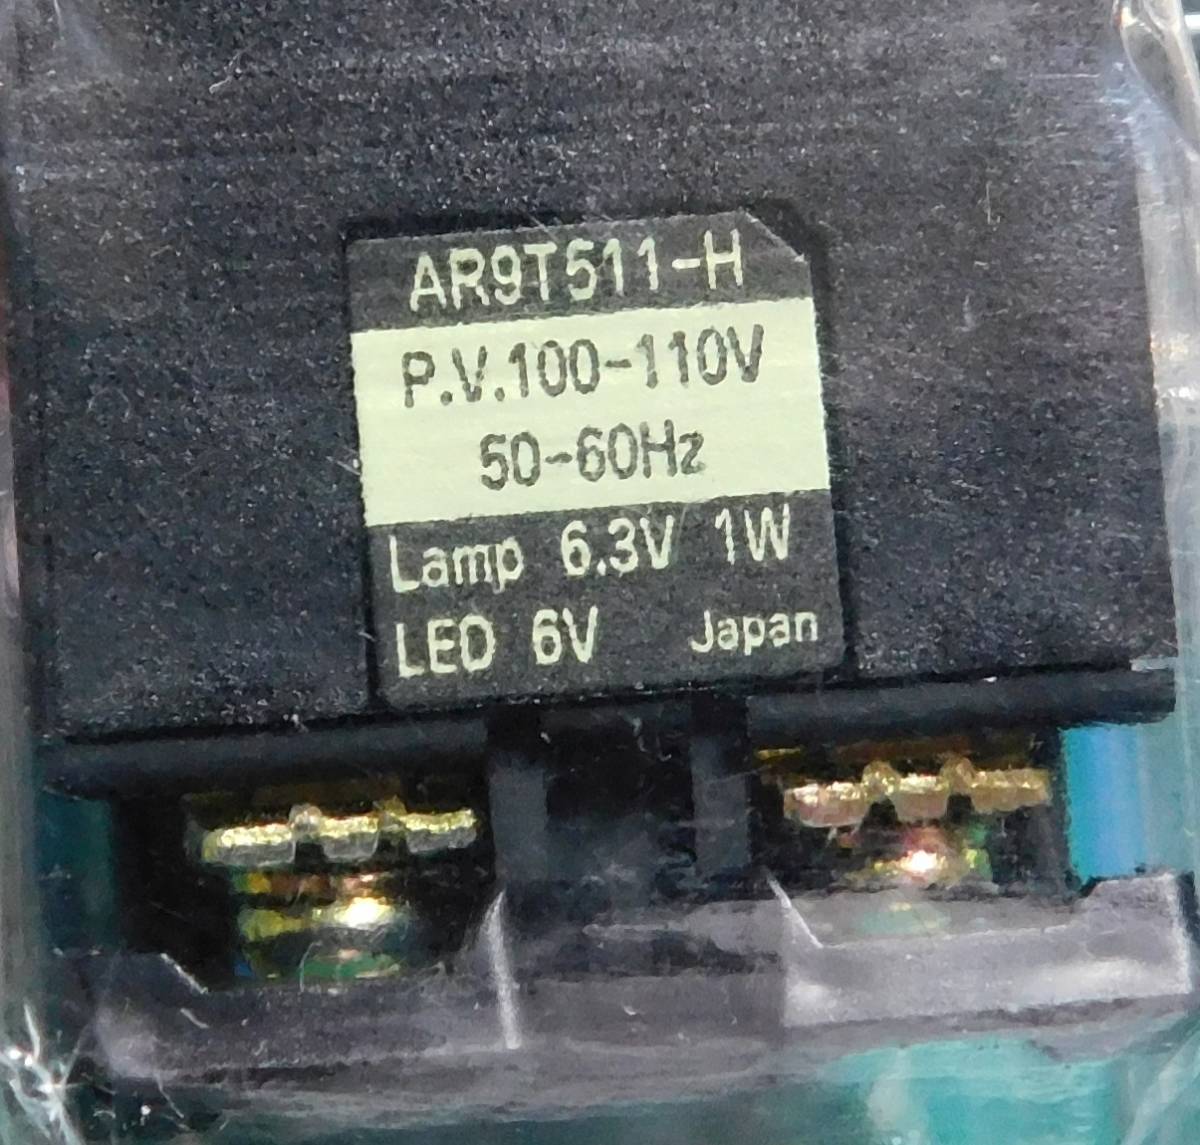 AR9T511-H
P.V.100-110V
50-60Hz
Lamp 6.3V 1W
LED 6V Japan